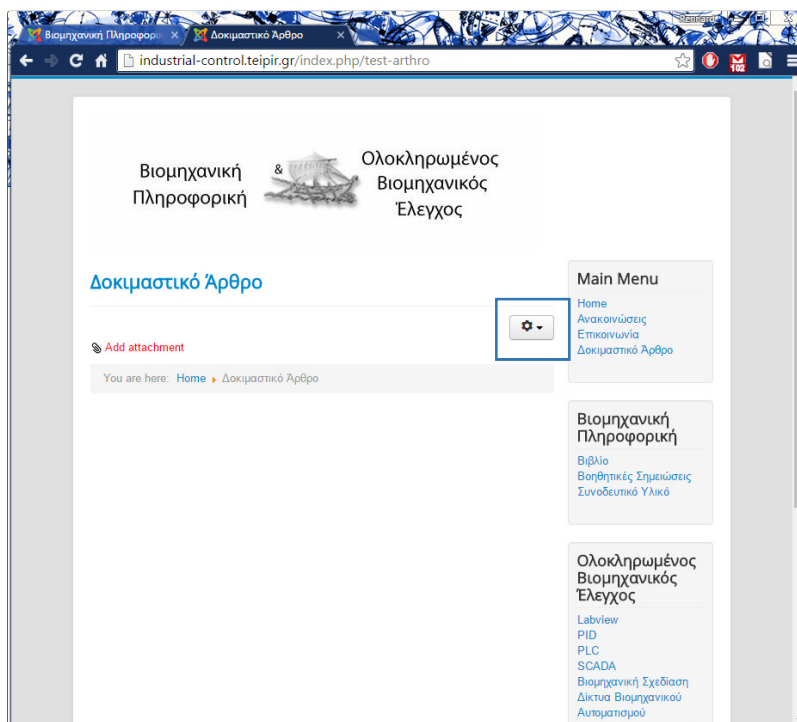 Rennard
Βιομηχανική Πληροφορ
Δοκιμαστικό Άρθρο
industrial-control.teipir.gr/index.php/test-arthro
102
Βιομηχανική
Πληροφορική
&
Ολοκληρωμένος
Βιομηχανικός
Έλεγχος
Δοκιμαστικό Άρθρο
Add attachment
You are here: Home Δοκιμαστικό Άρθρο
Main Menu
Home
Ανακοινώσεις
Επικοινωνία
Δοκιμαστικό Άρθρο
Βιομηχανική
Πληροφορική
Βιβλίο
Βοηθητικές Σημειώσεις
Συνοδευτικό Υλικό
Ολοκληρωμένος
Βιομηχανικός
Έλεγχος
Labview
PID
PLC
SCADA
Βιομηχανική Σχεδίαση
Δίκτυα Βιομηχανικού
Αυτοματισμού